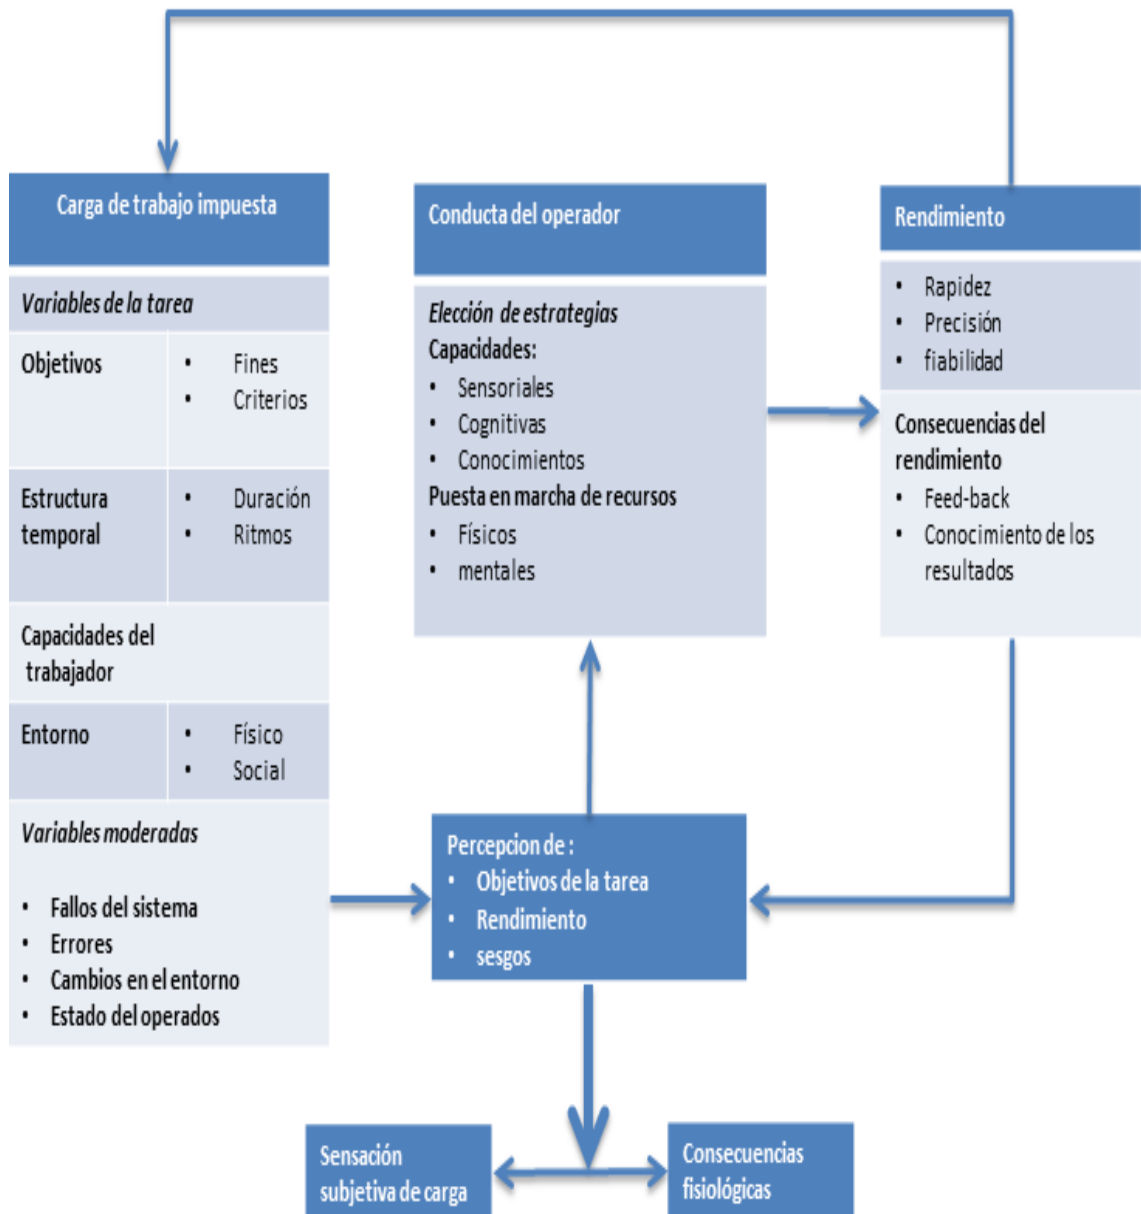 Carga de trabajo impuesta
Variables de la tarea
Objetivos
• Fines
• Criterios
Estructura
temporal
• Duración
• Ritmos
Capacidades del
trabajador
Entorno
• Físico
• Social
Variables moderadas
• Fallos del sistema
• Errores
• Cambios en el entorno
• Estado del operados
Conducta del operador
Elección de estrategias
Capacidades:
• Sensoriales
• Cognitivas
• Conocimientos
Puesta en marcha de recursos
• Físicos
• mentales
Rendimiento
• Rapidez
• Precisión
• fiabilidad
Consecuencias del
rendimiento
• Feed-back
• Conocimiento de los
resultados
Percepcion de :
• Objetivos de la tarea
• Rendimiento
• sesgos
Sensación
subjetiva de carga
Consecuencias
fisiológicas